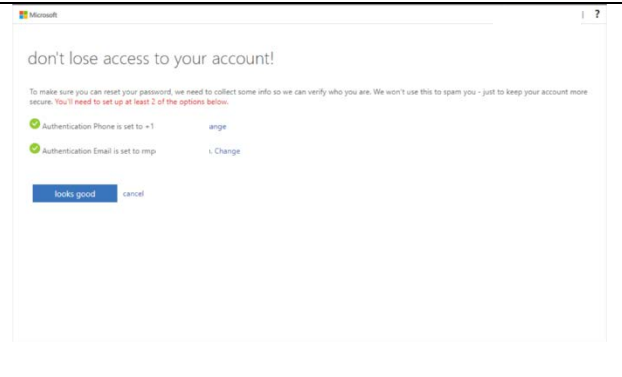 Microsoft | ?
don't lose access to your account!
To make sure you can reset your password, we need to collect some info so we can verify who you are. We won't use this to spam you - just to keep your account more
secure. You'll need to set up at least 2 of the options below.
Authentication Phone is set to +1 ange
Authentication Email is set to rmp . Change
looks good cancel